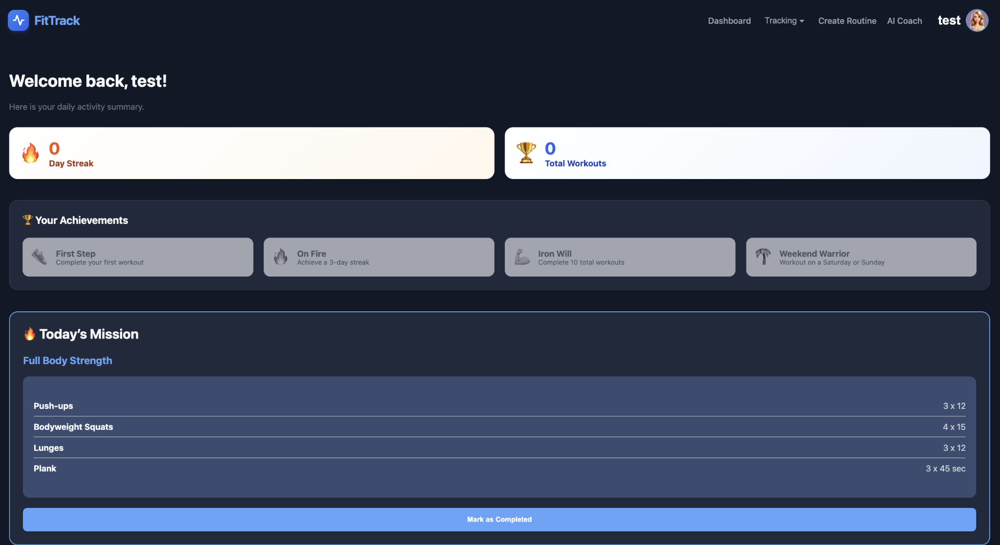 FitTrack
Dashboard
Tracking
Create Routine
AI Coach
test
Welcome back, test!
Here is your daily activity summary.
0
Day Streak
0
Total Workouts
Your Achievements
First Step
Complete your first workout
On Fire
Achieve a 3-day streak
Iron Will
Complete 10 total workouts
Weekend Warrior
Workout on a Saturday or Sunday
Today’s Mission
Full Body Strength
Push-ups 3 x 12
Bodyweight Squats 4 x 15
Lunges 3 x 12
Plank 3 x 45 sec
Mark as Completed